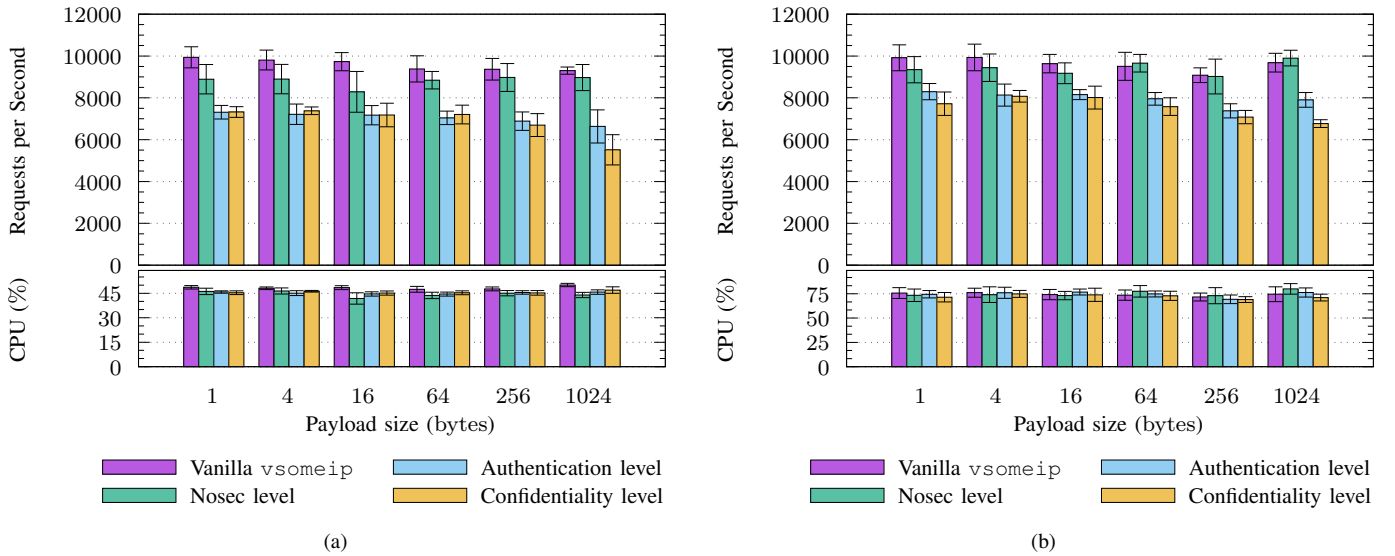 12000
10000
8000
6000
4000
2000
0
Requests per Second
45
30
15
0
CPU (%)
1 4 16 64 256 1024
Payload size (bytes)
Vanilla vsomeip
Authentication level
Nosec level
Confidentiality level
(a)
12000
10000
8000
6000
4000
2000
0
Requests per Second
75
50
25
0
CPU (%)
1 4 16 64 256 1024
Payload size (bytes)
Vanilla vsomeip
Authentication level
Nosec level
Confidentiality level
(b)